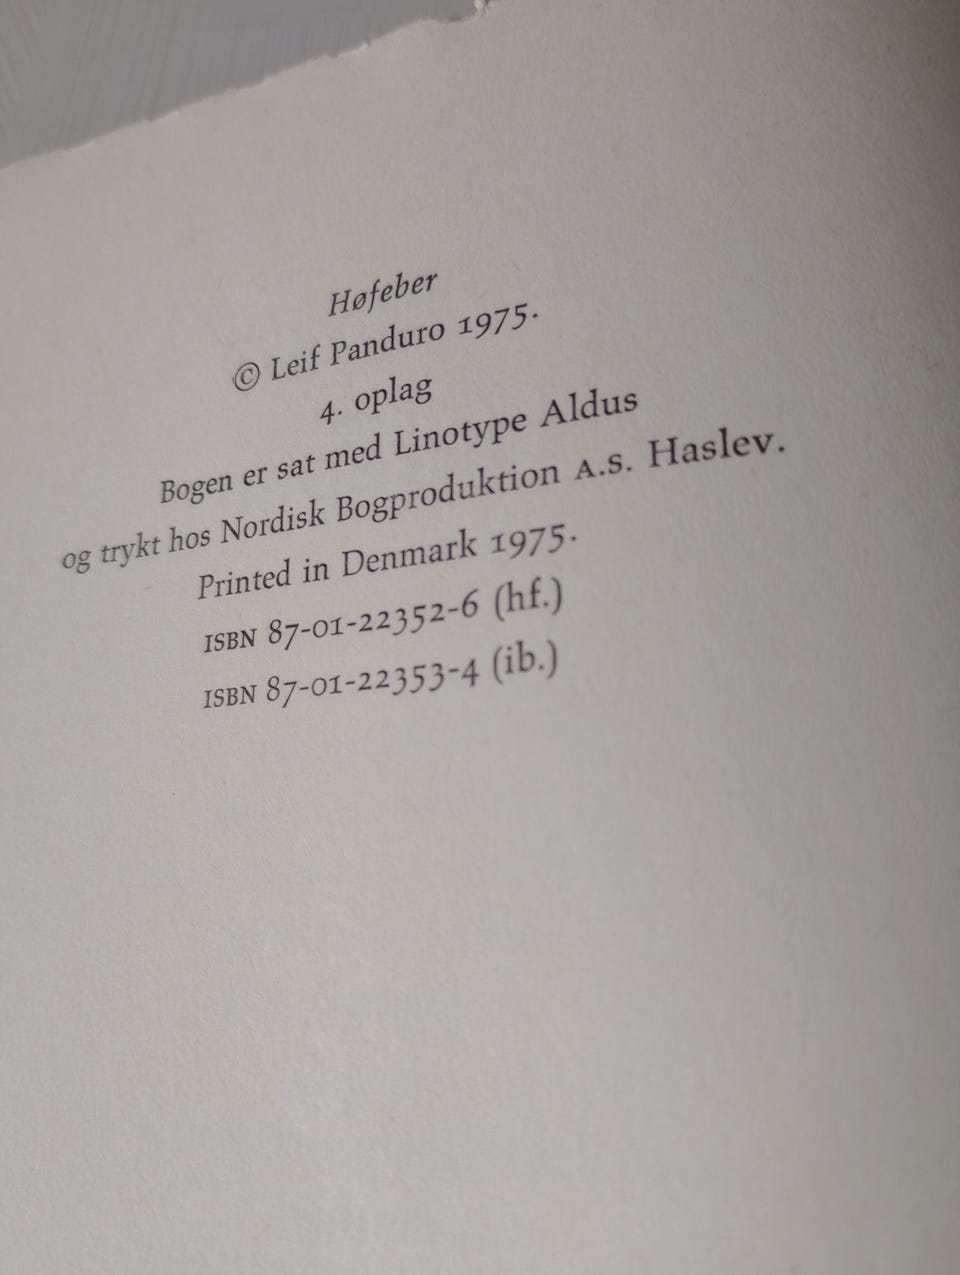 Høfeber
© Leif Panduro 1975.
4. oplag
Bogen er sat med Linotype Aldus
og trykt hos Nordisk Bogproduktion A.S. Haslev.
Printed in Denmark 1975.
ISBN 87-01-22352-6 (hf.)
ISBN 87-01-22353-4 (ib.)